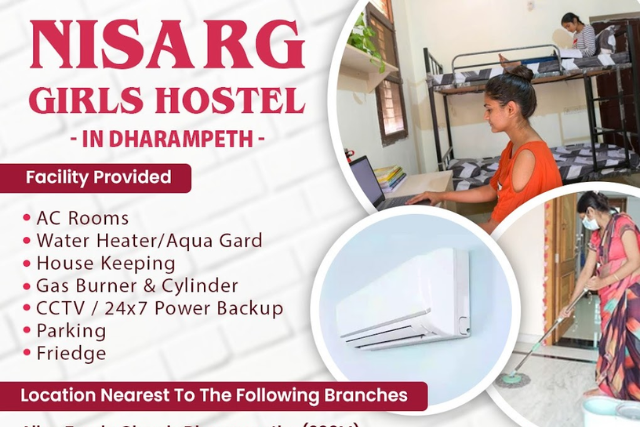 NISARG
GIRLS HOSTEL
- IN DHARAMPETH -
Facility Provided
• AC Rooms
• Water Heater/Aqua Gard
• House Keeping
• Gas Burner & Cylinder
• CCTV / 24x7 Power Backup
• Parking
• Friedge
Location Nearest To The Following Branches